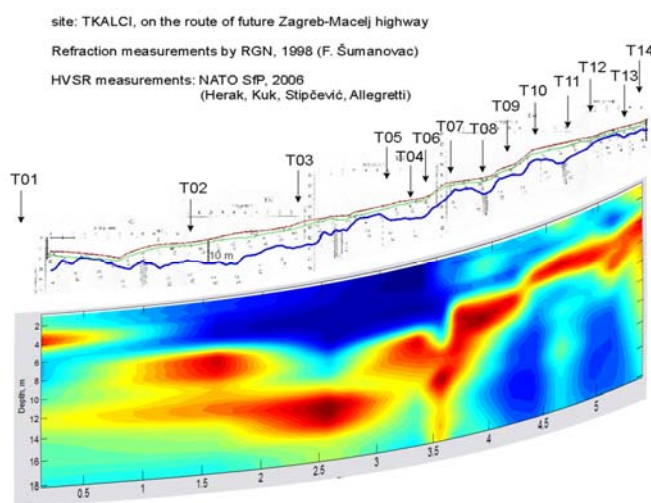 site: TKALCI, on the route of future Zagreb-Macelj highway
Refraction measurements by RGN, 1998 (F. Šumanovac)
HVSR measurements: NATO SfP, 2006
(Herak, Kuk, Stipčević, Allegretti)
T01
T02
T03
T05
T04
T06
T07
T08
T09
T10
T11
T12
T13
T14
10 m
Depth, m
2
4
6
8
10
12
14
16
18
0.5
1
1.5
2
2.5
3
3.5
4
4.5
5